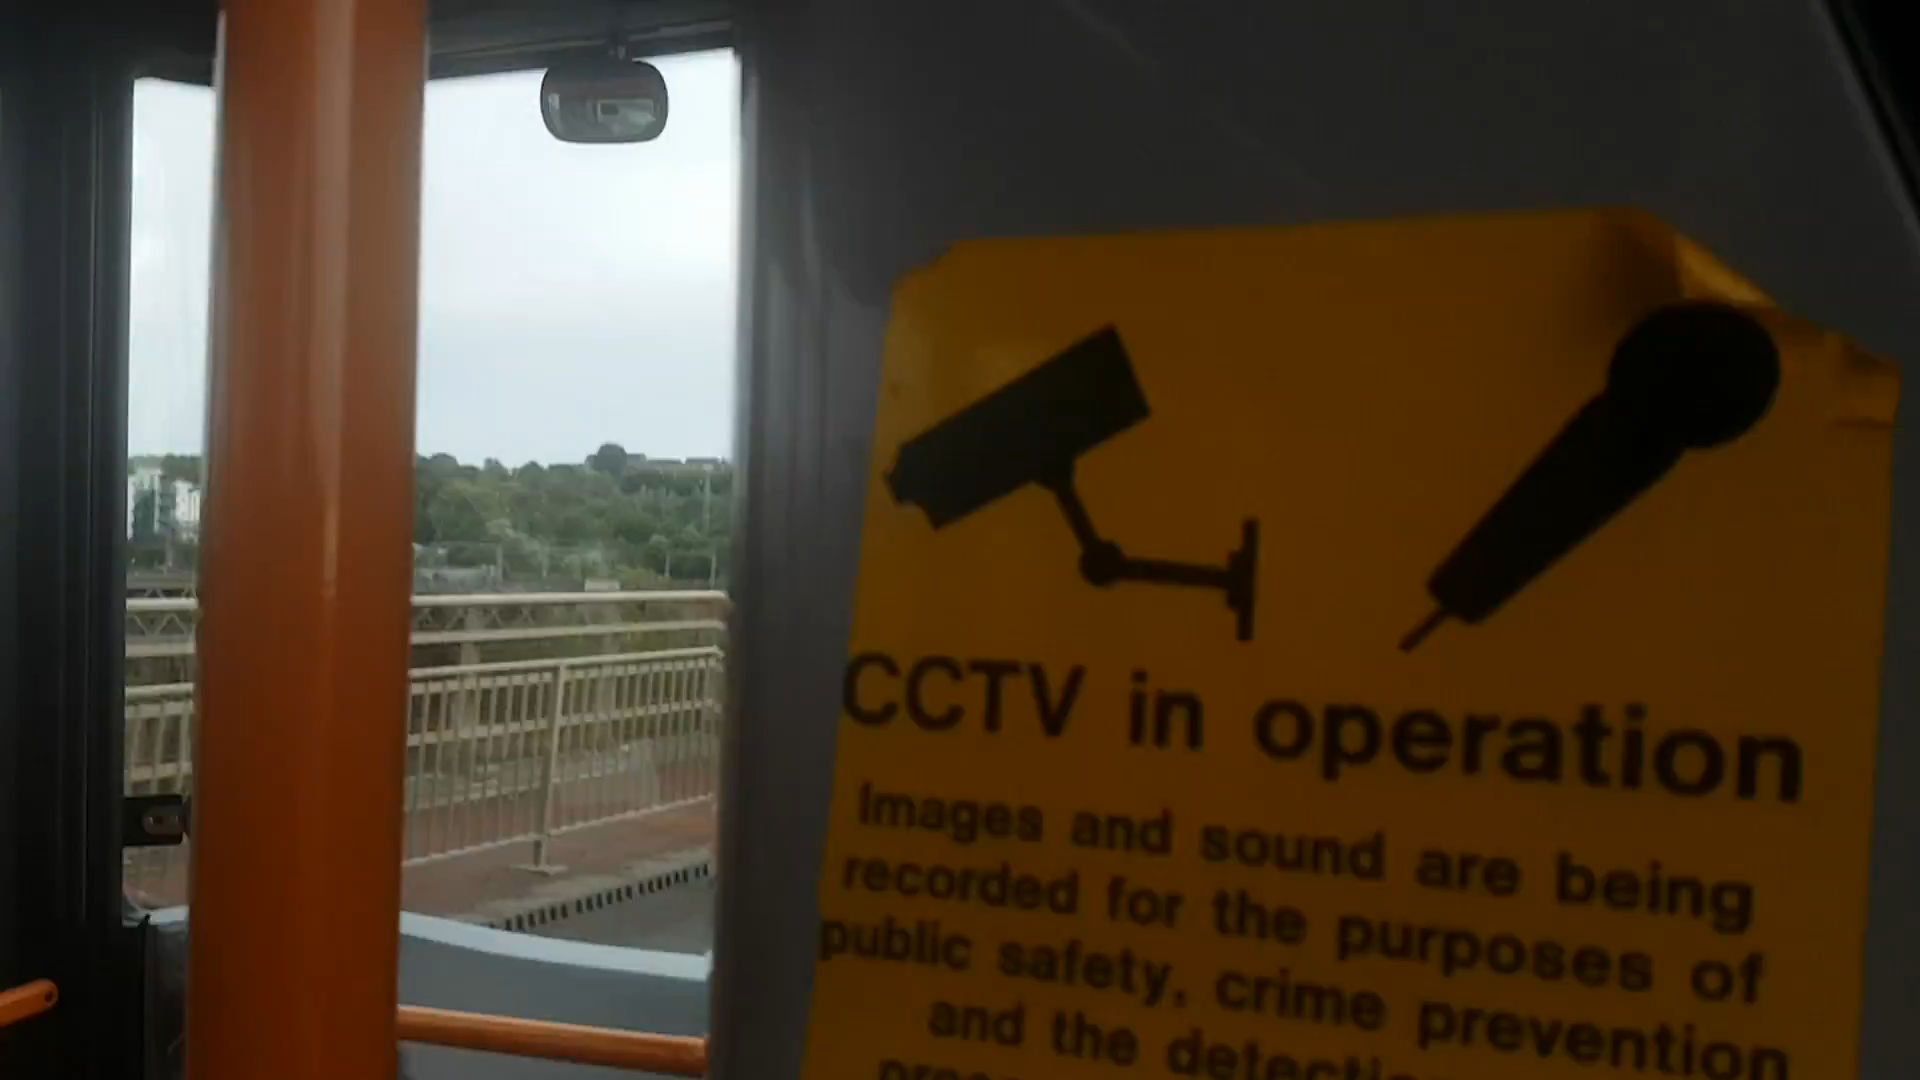 CCTV in operation
Images and sound are being
recorded for the purposes of
public safety, crime prevention
and the